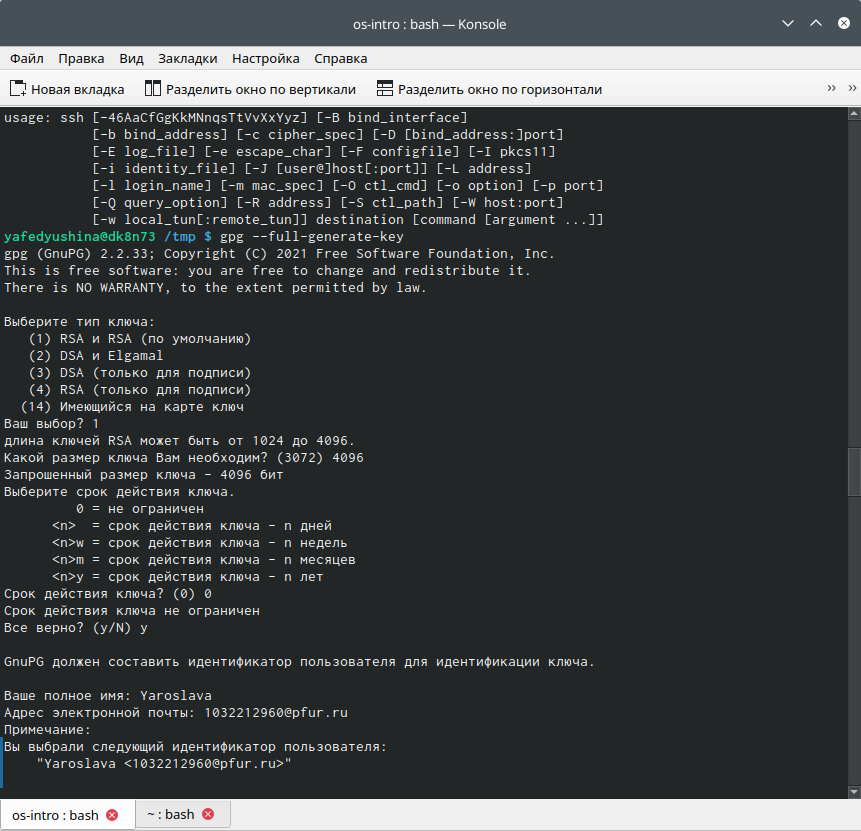 os-intro : bash — Konsole
Файл Правка Вид Закладки Настройка Справка
Новая вкладка Разделить окно по вертикали Разделить окно по горизонтали » »
usage: ssh [-46AaCfGgKkMNnqsTtVvXxYyz] [-B bind_interface]
           [-b bind_address] [-c cipher_spec] [-D [bind_address:]port]
           [-E log_file] [-e escape_char] [-F configfile] [-I pkcs11]
           [-i identity_file] [-J [user@]host[:port]] [-L address]
           [-l login_name] [-m mac_spec] [-O ctl_cmd] [-o option] [-p port]
           [-Q query_option] [-R address] [-S ctl_path] [-W host:port]
           [-w local_tun[:remote_tun]] destination [command [argument ...]]
yafedyushina@dk8n73 /tmp $ gpg --full-generate-key
gpg (GnuPG) 2.2.33; Copyright (C) 2021 Free Software Foundation, Inc.
This is free software: you are free to change and redistribute it.
There is NO WARRANTY, to the extent permitted by law.
Выберите тип ключа:
   (1) RSA и RSA (по умолчанию)
   (2) DSA и Elgamal
   (3) DSA (только для подписи)
   (4) RSA (только для подписи)
  (14) Имеющийся на карте ключ
Ваш выбор? 1
длина ключей RSA может быть от 1024 до 4096.
Какой размер ключа Вам необходим? (3072) 4096
Запрошенный размер ключа - 4096 бит
Выберите срок действия ключа.
         0 = не ограничен
      <n>  = срок действия ключа - n дней
      <n>w = срок действия ключа - n недель
      <n>m = срок действия ключа - n месяцев
      <n>y = срок действия ключа - n лет
Срок действия ключа? (0) 0
Срок действия ключа не ограничен
Все верно? (y/N) y
GnuPG должен составить идентификатор пользователя для идентификации ключа.
Ваше полное имя: Yaroslava
Адрес электронной почты: 1032212960@pfur.ru
Примечание:
Вы выбрали следующий идентификатор пользователя:
    "Yaroslava <1032212960@pfur.ru>"
os-intro : bash ~ : bash